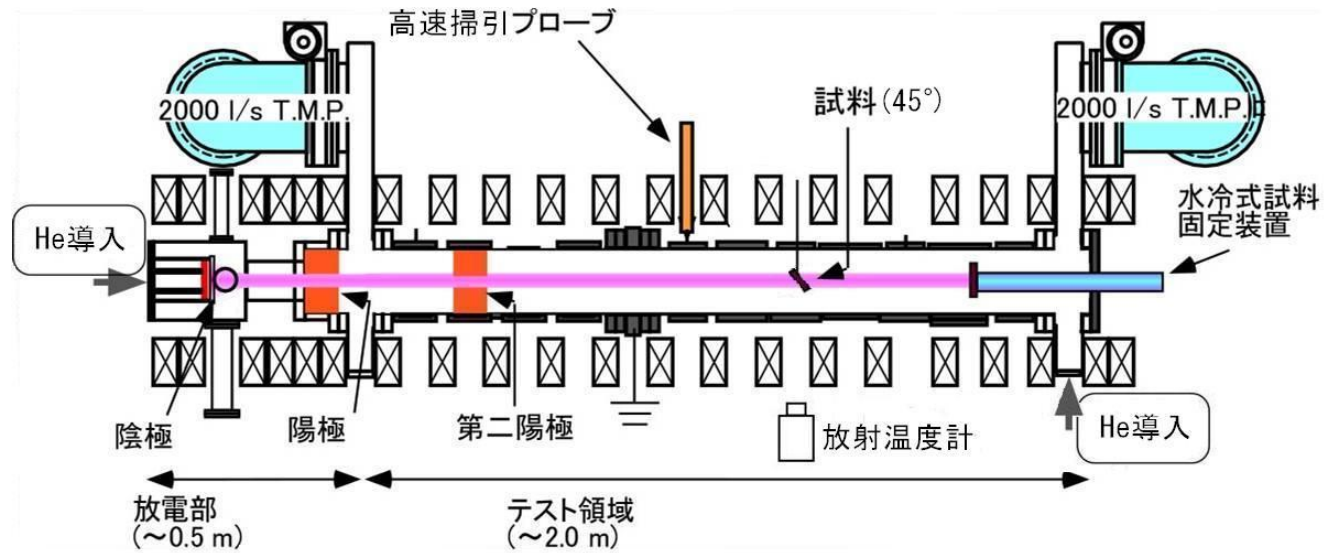 高速掃引プローブ
2000 l/s T.M.P.
試料(45°)
2000 l/s T.M.P.
He導入
水冷式試料
固定装置
陰極
陽極
第二陽極
放射温度計
He導入
放電部
(～0.5 m)
テスト領域
(～2.0 m)